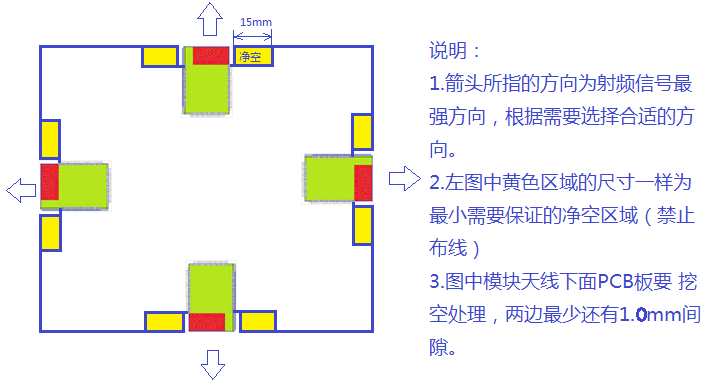 15mm
净空
说明：
1.箭头所指的方向为射频信号最
强方向，根据需要选择合适的方
向。
2.左图中黄色区域的尺寸一样为
最小需要保证的净空区域（禁止
布线）
3.图中模块天线下面PCB板要 挖
空处理，两边最少还有1.0mm间
隙。